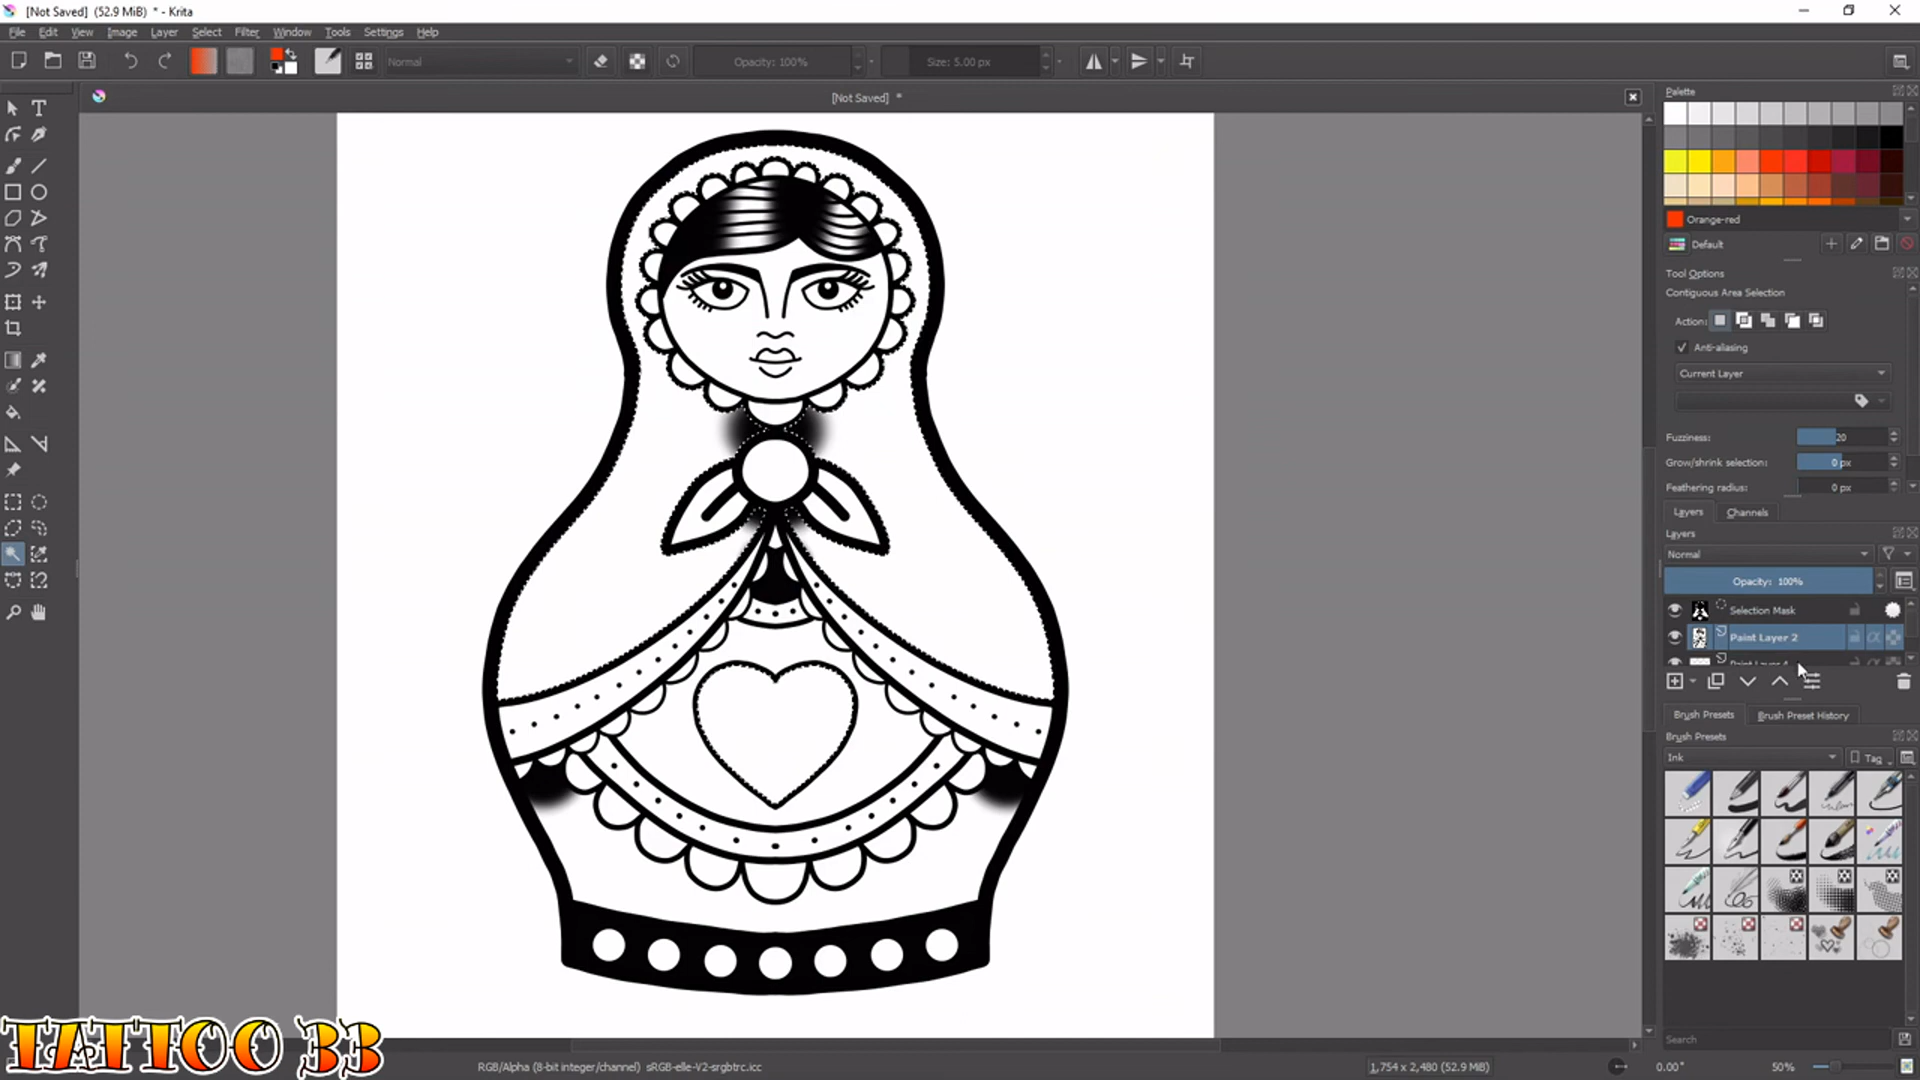 [Not Saved] (52.9 MiB) * - Krita
File Edit View Image Layer Select Filter Window Tools Settings Help
Normal
Opacity: 100%
Size: 5.00 px
[Not Saved] *
Palette
Orange-red
Default
Tool Options
Contiguous Area Selection
Action:
Anti-aliasing
Current Layer
Fuzziness: 20
Grow/shrink selection: 0 px
Feathering radius: 0 px
Layers Channels
Layers
Normal
Opacity: 100%
Selection Mask
Paint Layer 2
Brush Presets Brush Preset History
Brush Presets
Ink Tag
Search
TATTOO BB
RGB/Alpha (8-bit integer/channel) sRGB-elle-V2-srgbtrc.icc
1,754 x 2,480 (52.9 MiB)
0.00°
50%